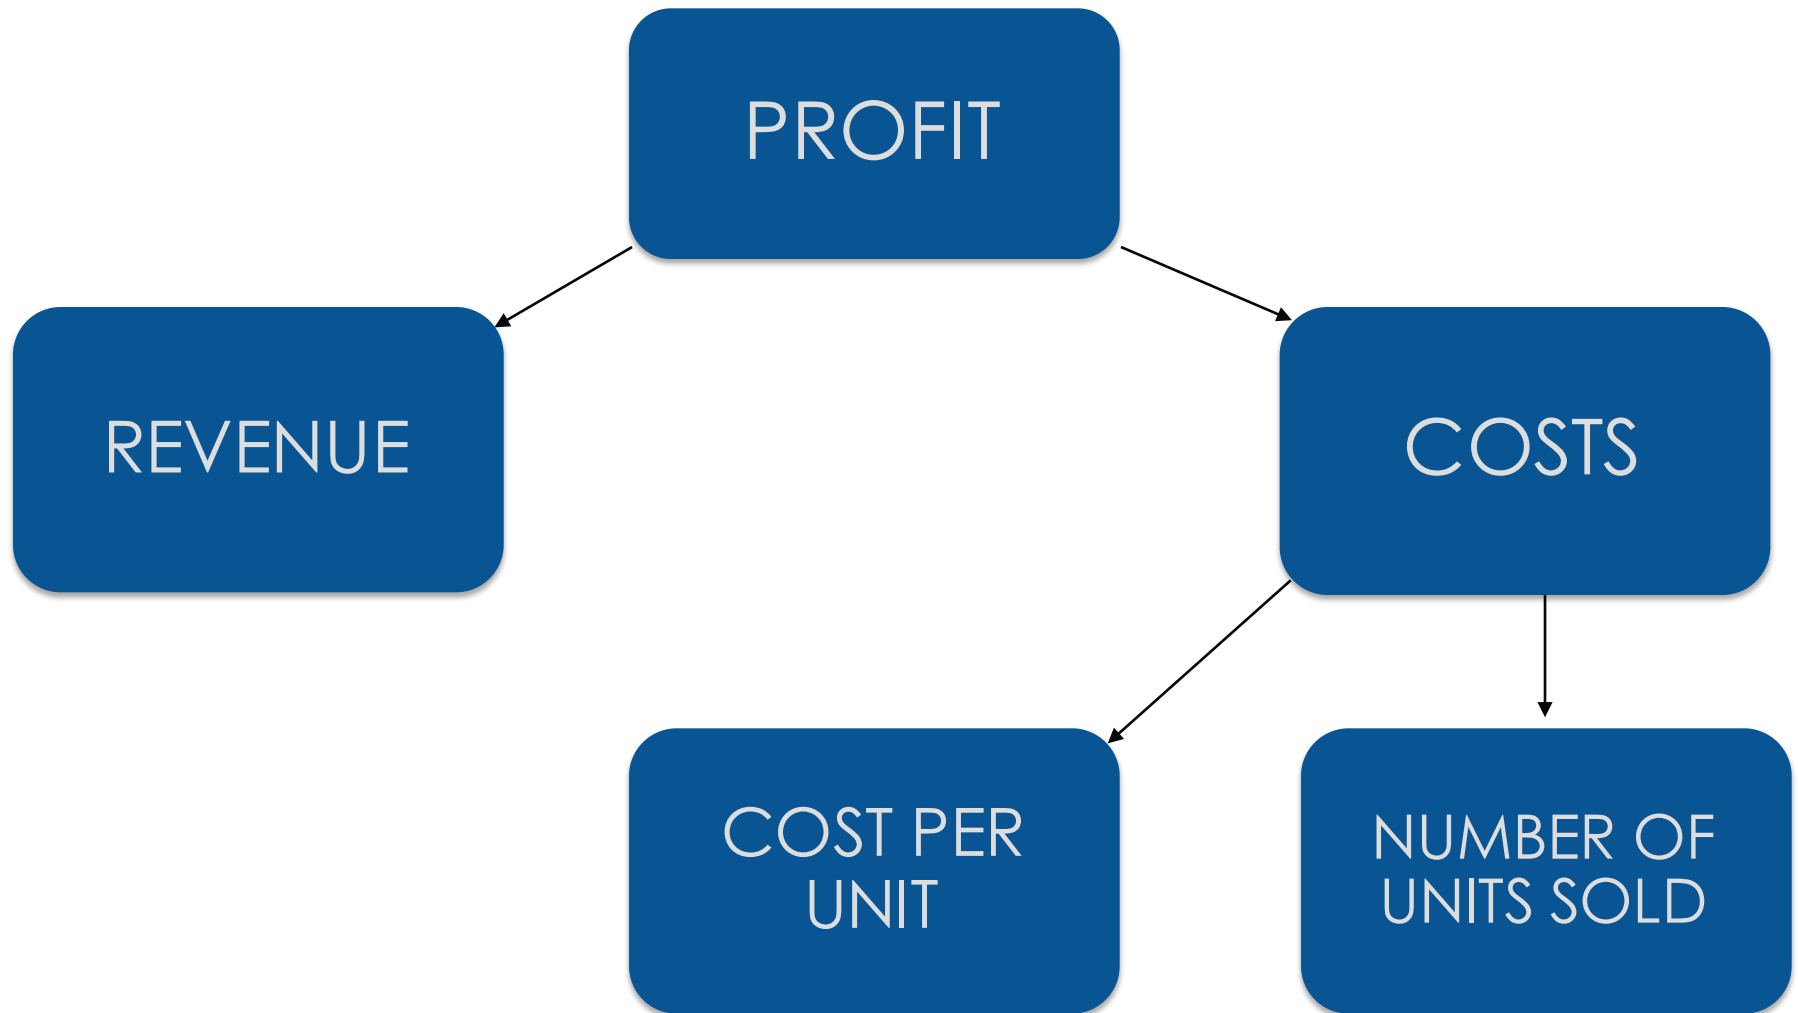 PROFIT
REVENUE
COSTS
COST PER
UNIT
NUMBER OF
UNITS SOLD